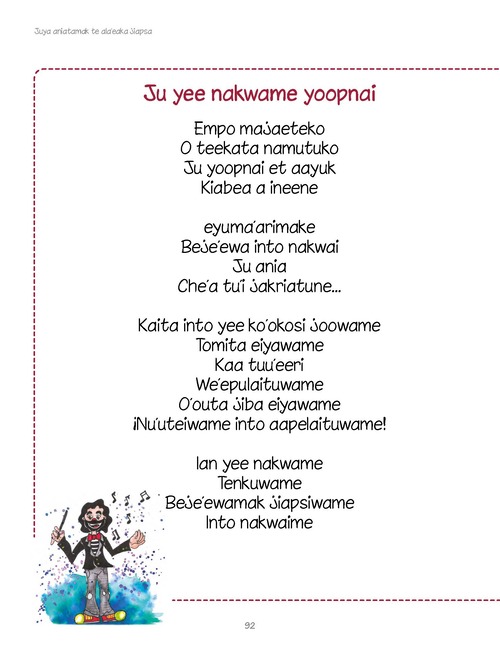 Juya aniatamak te ala'eaka jiapsa
Ju yee nakwame yoopnai
Empo majaeteko
O teekata namutuko
Ju yoopnai et aayuk
Kiabea a ineene
eyuma'arimake
Beje'ewa into nakwai
Ju ania
Che'a tu'i jakriatune...
Kaita into yee ko'okosi joowame
Tomita eiyawame
Kaa tuu'eeri
We'epulaituwame
O'outa jiba eiyawame
¡Nu'uteiwame into aapelaituwame!
Ian yee nakwame
Tenkuwame
Beje'ewamak jiapsiwame
Into nakwaime
92